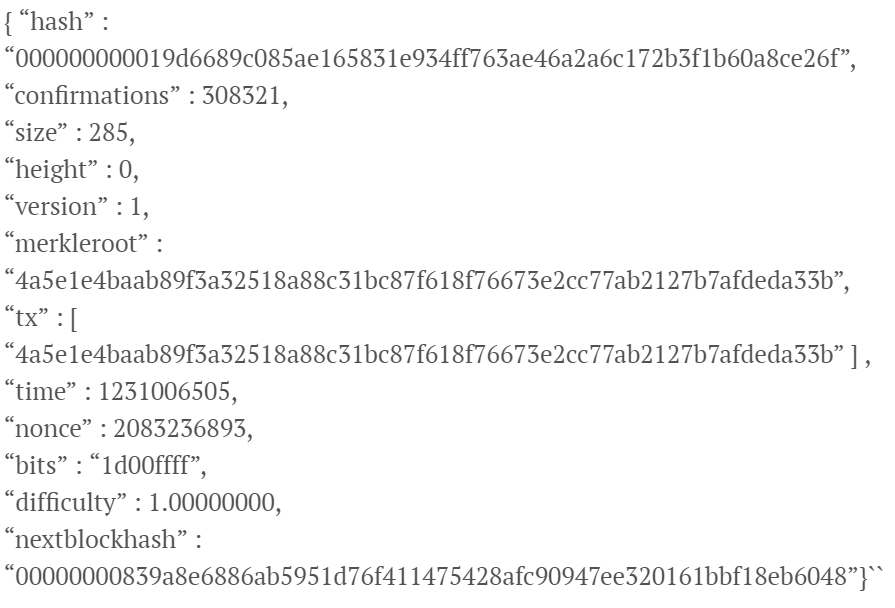 { “hash” :
“000000000019d6689c085ae165831e934ff763ae46a2a6c172b3f1b60a8ce26f”,
“confirmations” : 308321,
“size” : 285,
“height” : 0,
“version” : 1,
“merkleroot” :
“4a5e1e4baab89f3a32518a88c31bc87f618f76673e2cc77ab2127b7afdeda33b”,
“tx” : [
“4a5e1e4baab89f3a32518a88c31bc87f618f76673e2cc77ab2127b7afdeda33b” ] ,
“time” : 1231006505,
“nonce” : 2083236893,
“bits” : “1d00ffff”,
“difficulty” : 1.00000000,
“nextblockhash” :
“00000000839a8e6886ab5951d76f411475428afc90947ee320161bbf18eb6048”}``